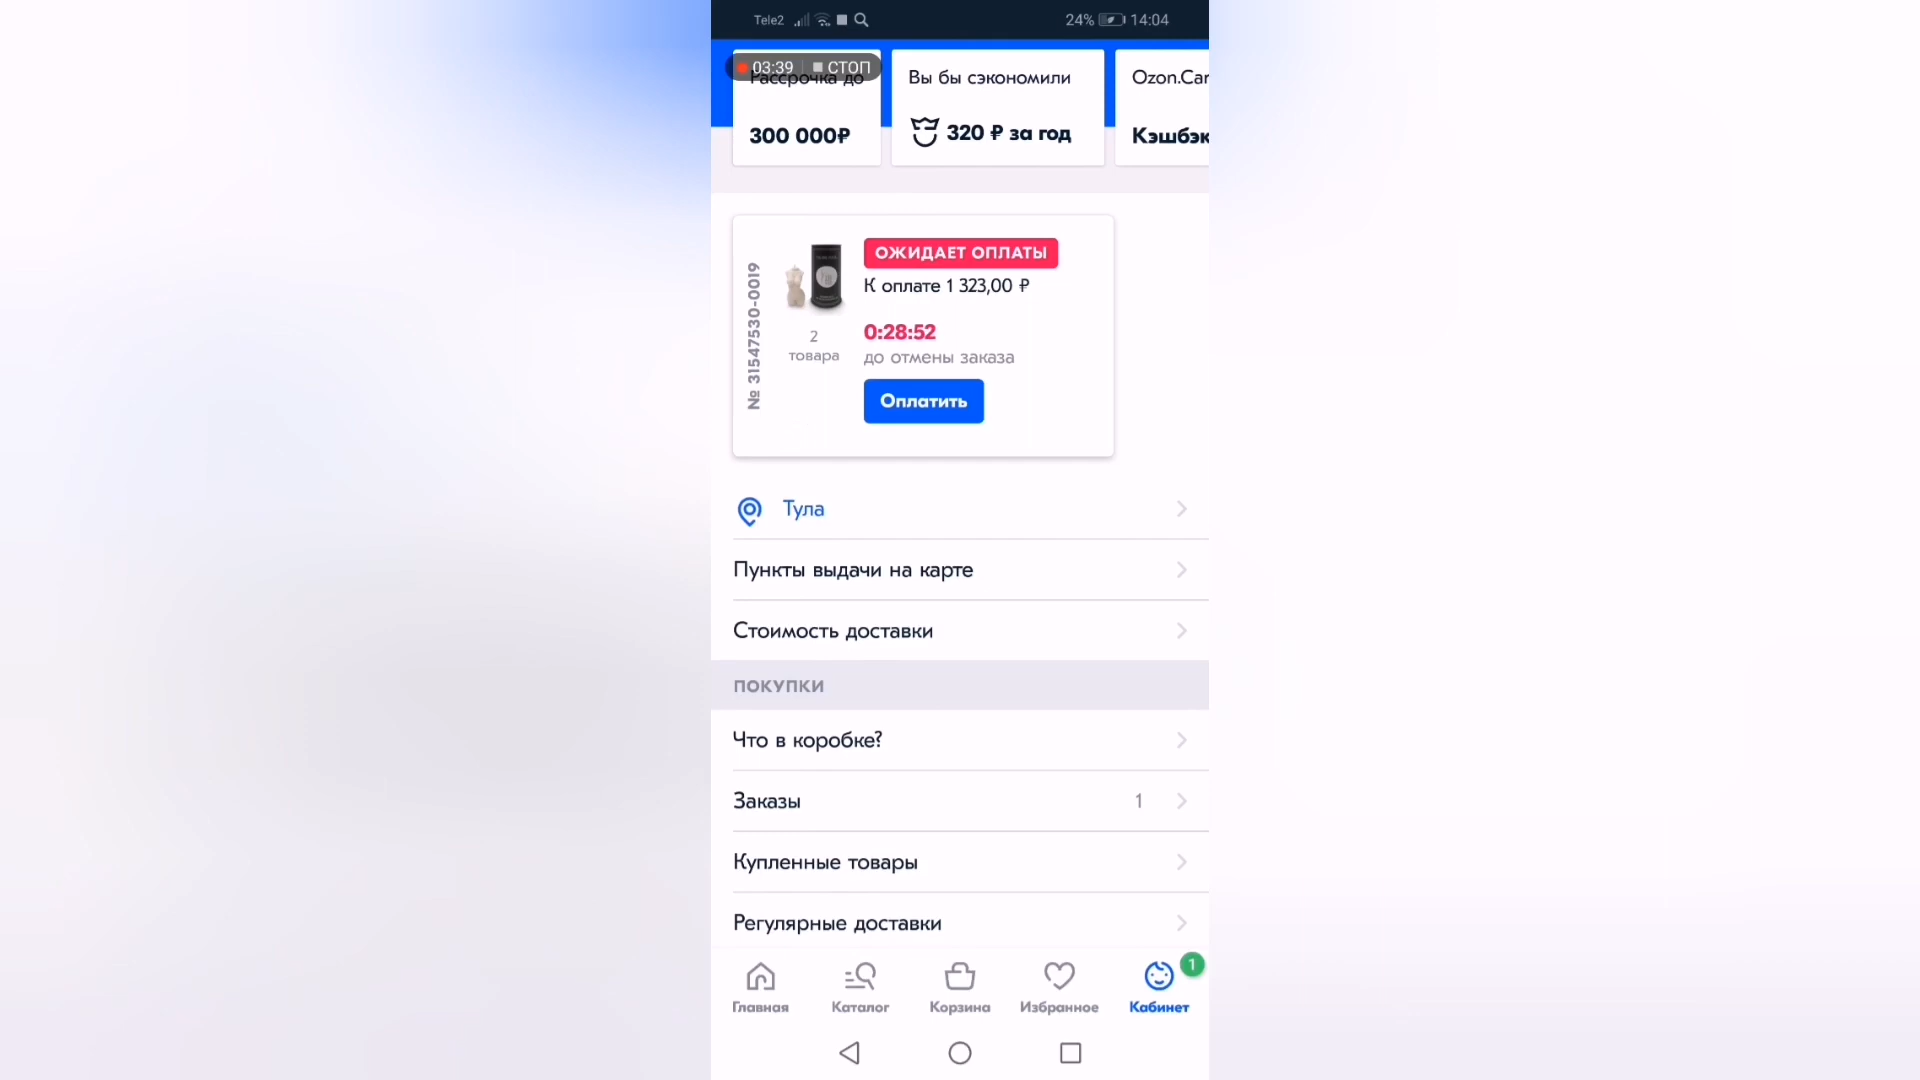 Tele2
24% 14:04
03:39 СТОП
Рассрочка до
300 000₽
Вы бы сэкономили
320 ₽ за год
Ozon.Car
Кэшбэк
№ 31547530-0019
2
товара
ОЖИДАЕТ ОПЛАТЫ
К оплате 1 323,00 ₽
0:28:52
до отмены заказа
Оплатить
Тула
Пункты выдачи на карте
Стоимость доставки
ПОКУПКИ
Что в коробке?
Заказы 1
Купленные товары
Регулярные доставки
1
Главная Каталог Корзина Избранное Кабинет